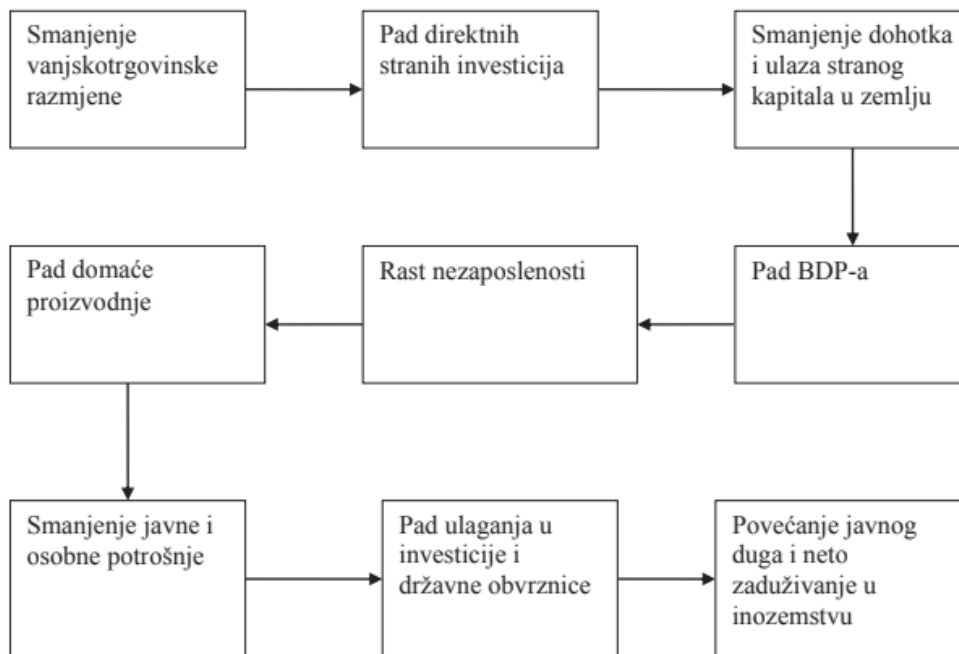 Smanjenje
vanjskotrgovinske
razmjene
Pad direktnih
stranih investicija
Smanjenje dohotka
i ulaza stranog
kapitala u zemlju
Pad domaće
proizvodnje
Rast nezaposlenosti
Pad BDP-a
Smanjenje javne i
osobne potrošnje
Pad ulaganja u
investicije i
državne obvrznice
Povećanje javnog
duga i neto
zaduživanje u
inozemstvu